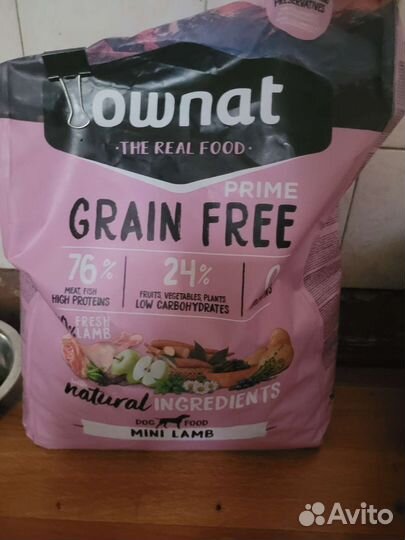 PRESERVATIVES
ownat
·THE REAL FOOD·
PRIME
GRAIN FREE
76%
MEAT, FISH
HIGH PROTEINS
24%
FRUITS, VEGETABLES, PLANTS
LOW CARBOHYDRATES
FRESH
LAMB
natural INGREDIENTS
DOG FOOD
MINI LAMB
Avito